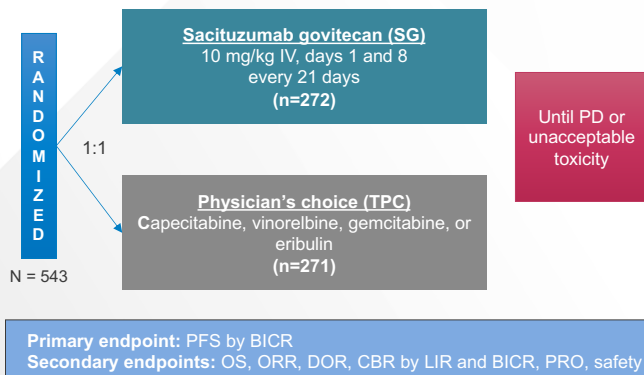 RANDOMIZED
N = 543
1:1
Sacituzumab govitecan (SG)
10 mg/kg IV, days 1 and 8
every 21 days
(n=272)
Physician's choice (TPC)
Capecitabine, vinorelbine, gemcitabine, or
eribulin
(n=271)
Until PD or
unacceptable
toxicity
Primary endpoint: PFS by BICR
Secondary endpoints: OS, ORR, DOR, CBR by LIR and BICR, PRO, safety